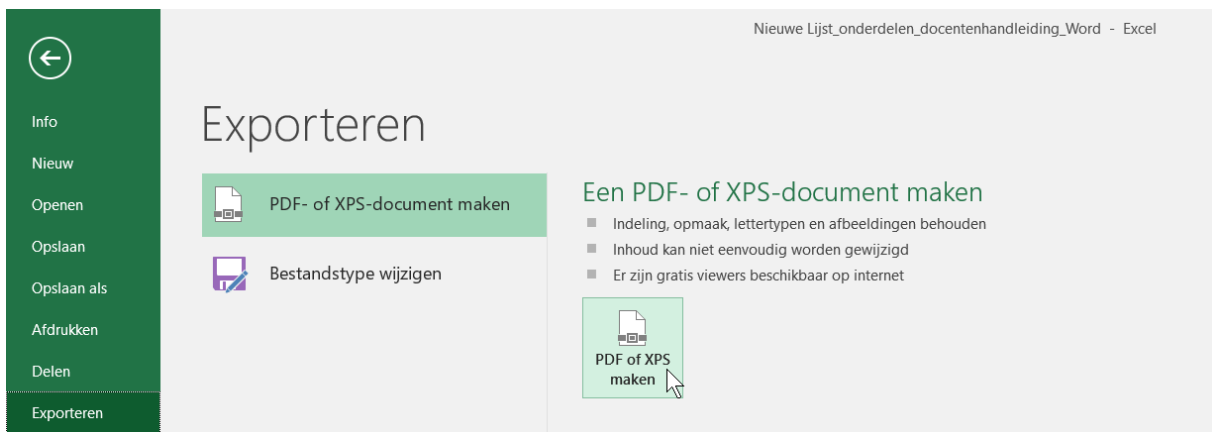 Nieuwe Lijst_onderdelen_docentenhandleiding_Word - Excel
Info
Nieuw
Openen
Opslaan
Opslaan als
Afdrukken
Delen
Exporteren
Exporteren
PDF- of XPS-document maken
Bestandstype wijzigen
Een PDF- of XPS-document maken
Indeling, opmaak, lettertypen en afbeeldingen behouden
Inhoud kan niet eenvoudig worden gewijzigd
Er zijn gratis viewers beschikbaar op internet
PDF of XPS
maken